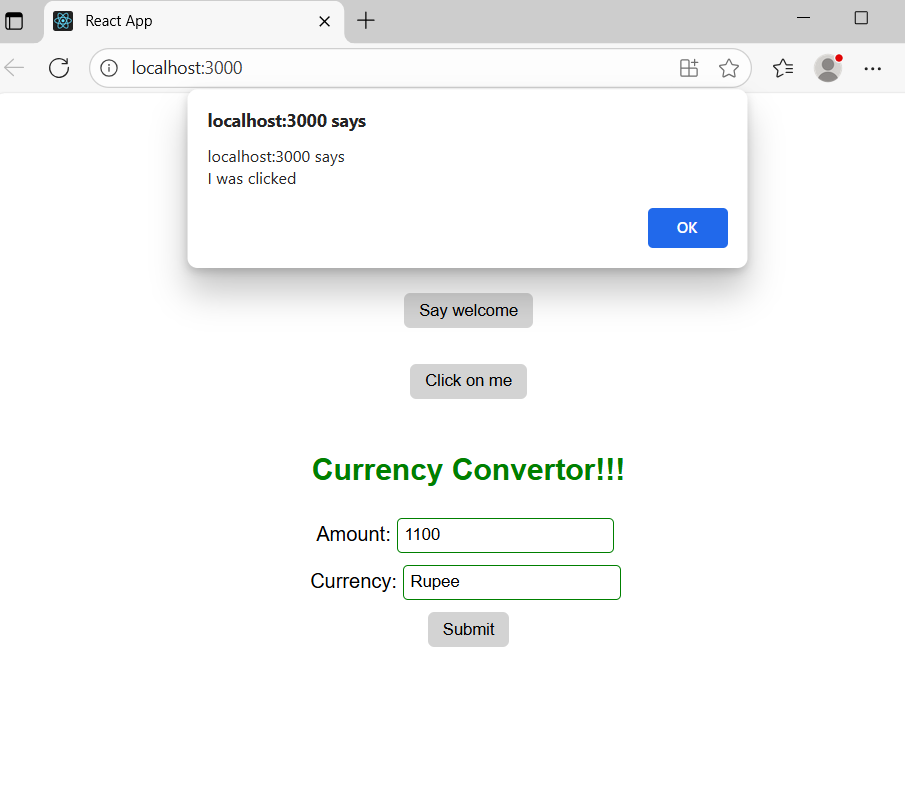 React App
localhost:3000
localhost:3000 says
localhost:3000 says
I was clicked
OK
Say welcome
Click on me
Currency Convertor!!!
Amount: 1100
Currency: Rupee
Submit